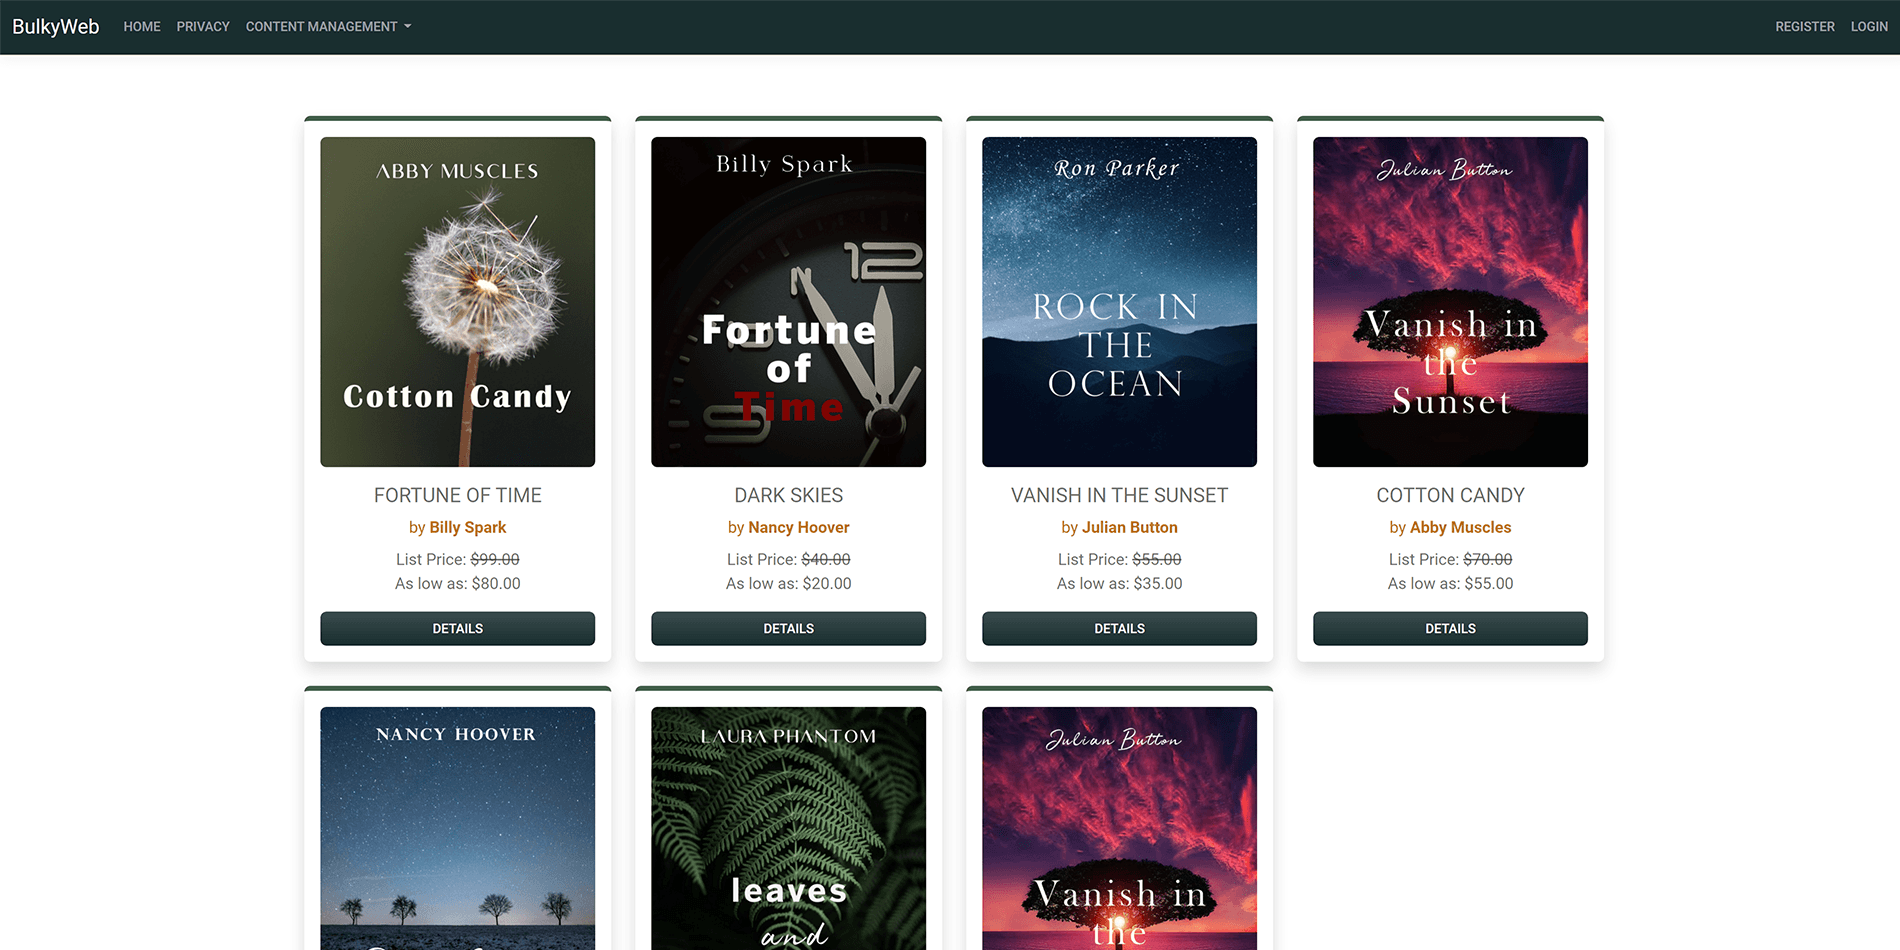 BulkyWeb HOME PRIVACY CONTENT MANAGEMENT REGISTER LOGIN
ABBY MUSCLES
Cotton Candy
FORTUNE OF TIME
by Billy Spark
List Price: $99.00
As low as: $80.00
DETAILS
Billy Spark
12
Fortune
of
Time
9
DARK SKIES
by Nancy Hoover
List Price: $40.00
As low as: $20.00
DETAILS
Ron Parker
ROCK IN
THE
OCEAN
VANISH IN THE SUNSET
by Julian Button
List Price: $55.00
As low as: $35.00
DETAILS
Julian Button
Vanish in
the
Sunset
COTTON CANDY
by Abby Muscles
List Price: $70.00
As low as: $55.00
DETAILS
NANCY HOOVER
LAURA PHANTOM
leaves
and
Julian Button
Vanish in
the